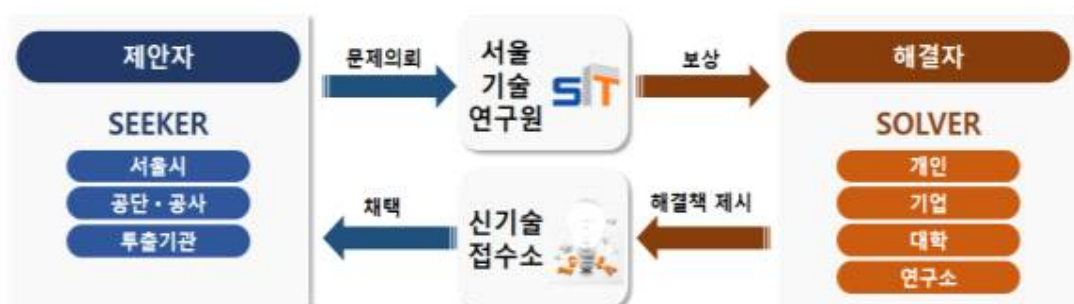 제안자
SEEKER
서울시
공단·공사
투출기관
문제의뢰
서울
기술
연구원
SIT
보상
채택
신기술
접수소
해결책 제시
해결자
SOLVER
개인
기업
대학
연구소